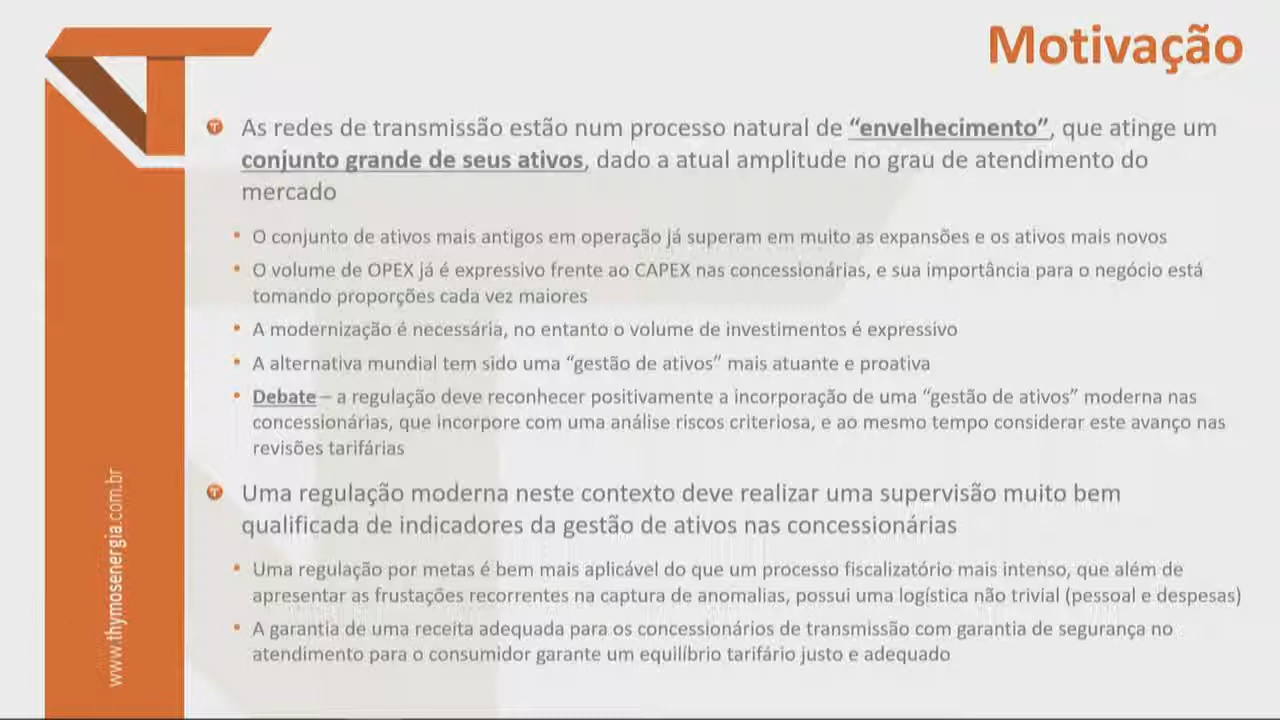 Motivação
As redes de transmissão estão num processo natural de “envelhecimento”, que atinge um
conjunto grande de seus ativos, dado a atual amplitude no grau de atendimento do
mercado
• O conjunto de ativos mais antigos em operação já superam em muito as expansões e os ativos mais novos
• O volume de OPEX já é expressivo frente ao CAPEX nas concessionárias, e sua importância para o negócio está
tomando proporções cada vez maiores
• A modernização é necessária, no entanto o volume de investimentos é expressivo
• A alternativa mundial tem sido uma “gestão de ativos” mais atuante e proativa
• Debate – a regulação deve reconhecer positivamente a incorporação de uma “gestão de ativos” moderna nas
concessionárias, que incorpore com uma análise riscos criteriosa, e ao mesmo tempo considerar este avanço nas
revisões tarifárias
Uma regulação moderna neste contexto deve realizar uma supervisão muito bem
qualificada de indicadores da gestão de ativos nas concessionárias
• Uma regulação por metas é bem mais aplicável do que um processo fiscalizatório mais intenso, que além de
apresentar as frustações recorrentes na captura de anomalias, possui uma logística não trivial (pessoal e despesas)
• A garantia de uma receita adequada para os concessionários de transmissão com garantia de segurança no
atendimento para o consumidor garante um equilíbrio tarifário justo e adequado
www.thymosenergia.com.br